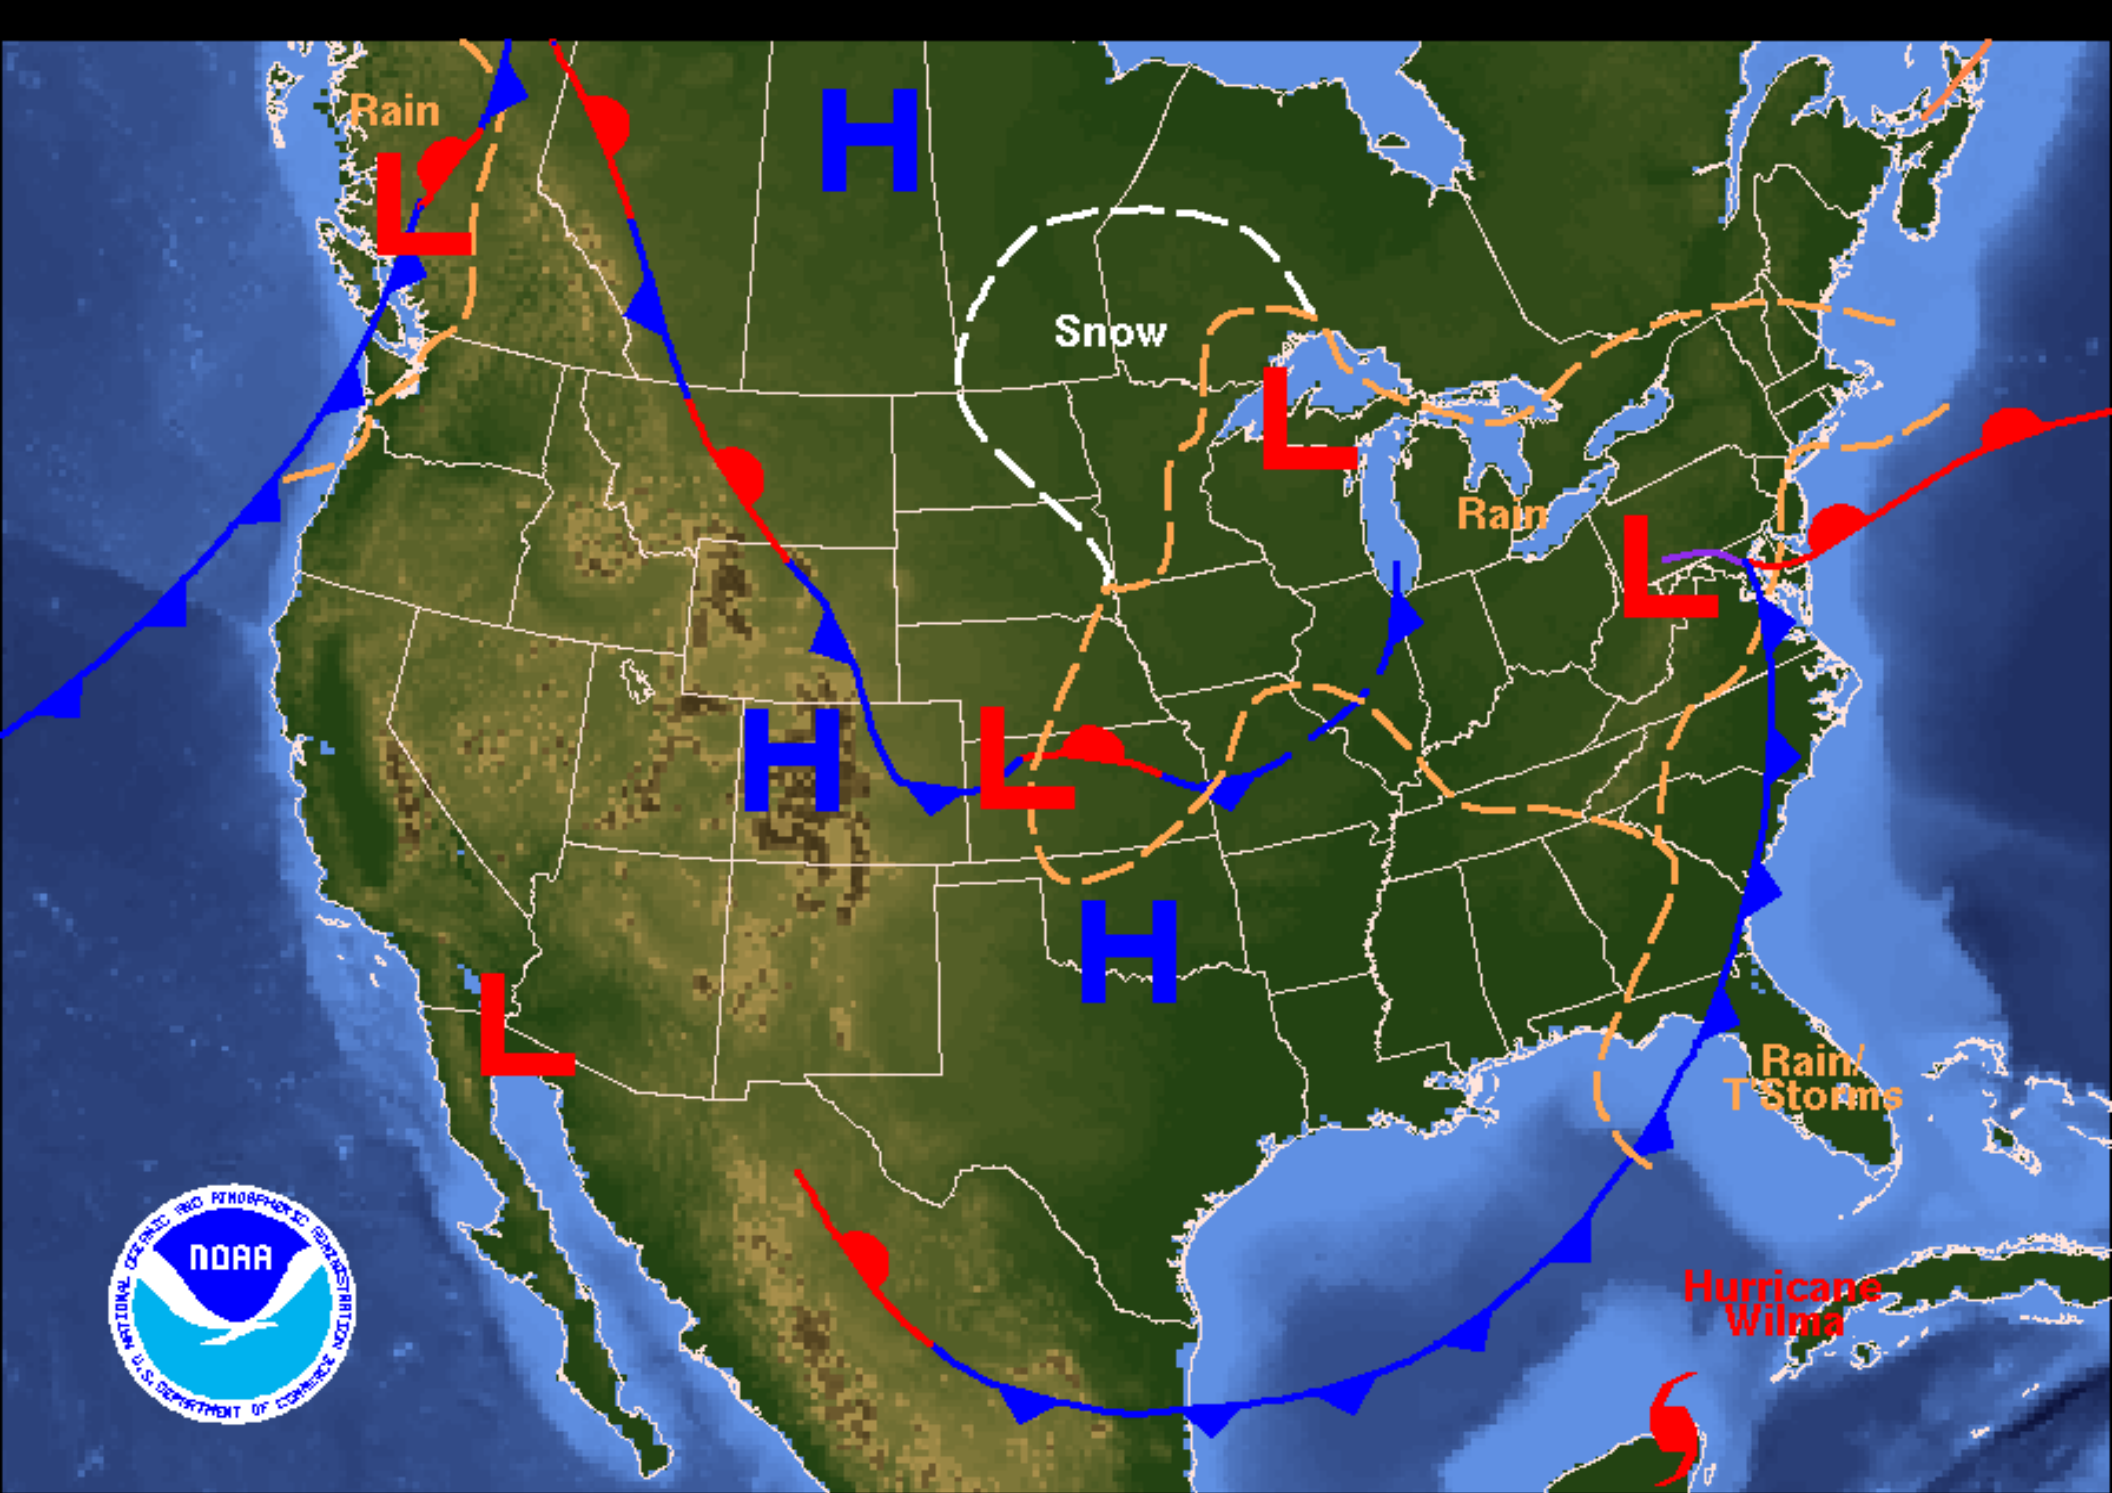 Rain
H
L
Snow
L
Rain
L
H
L
H
L
Rain/
T'Storms
NATIONAL OCEANIC AND ATMOSPHERIC ADMINISTRATION
NOAA
U.S. DEPARTMENT OF COMMERCE
Hurricane
Wilma